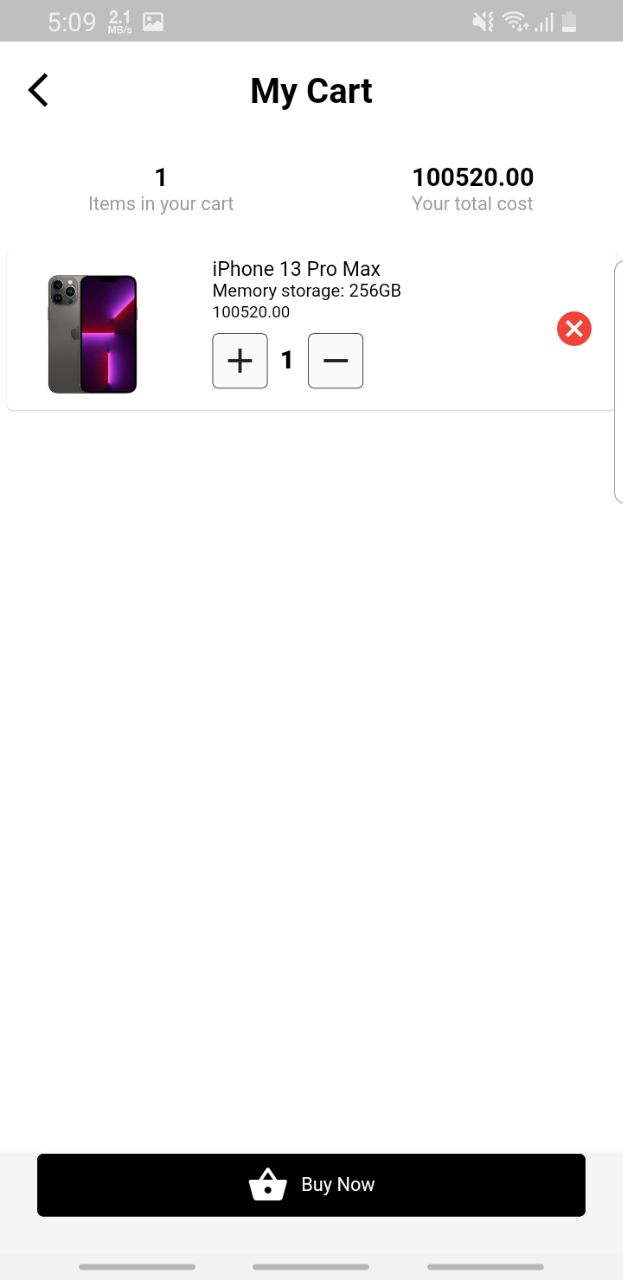 5:09 2.1 MB/s
My Cart
1
Items in your cart
100520.00
Your total cost
iPhone 13 Pro Max
Memory storage: 256GB
100520.00
+ 1 −
Buy Now